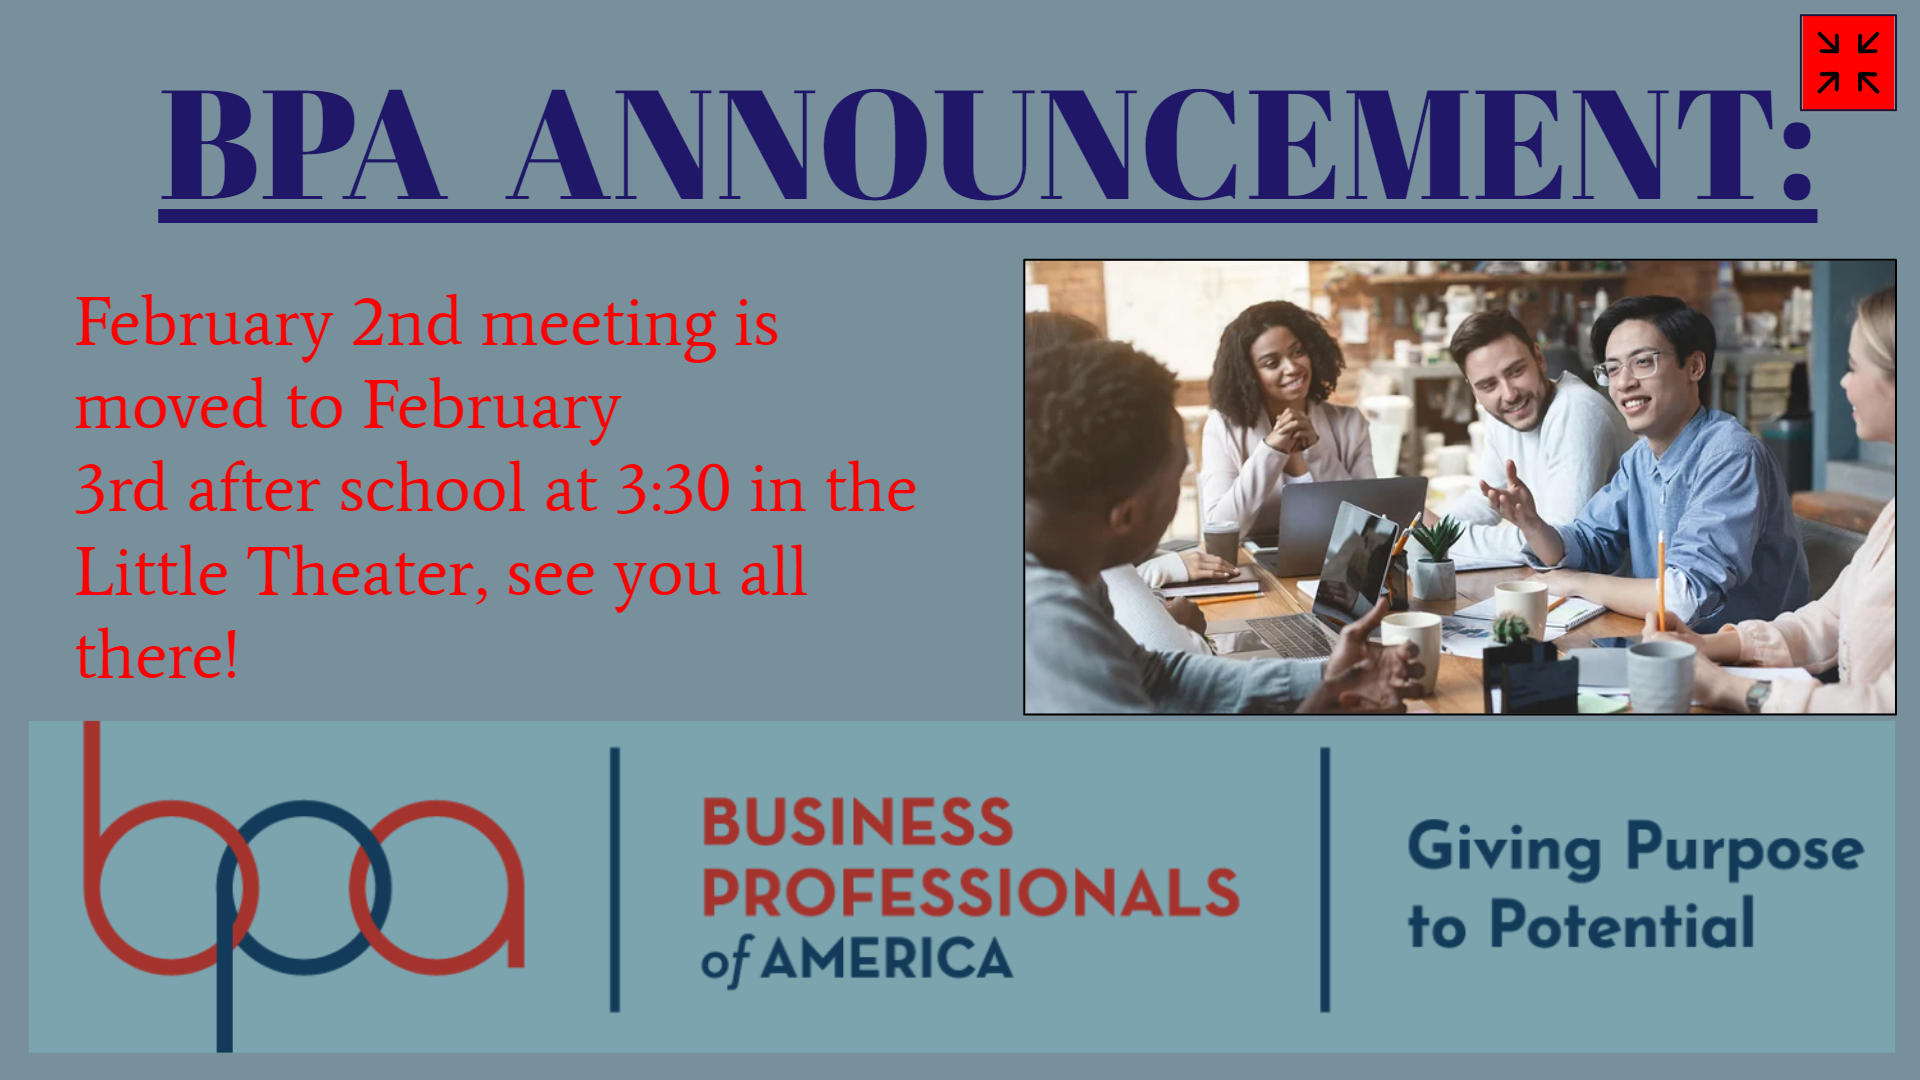 BPA ANNOUNCEMENT:
February 2nd meeting is
moved to February
3rd after school at 3:30 in the
Little Theater, see you all
there!
bpa
BUSINESS
PROFESSIONALS
of AMERICA
Giving Purpose
to Potential